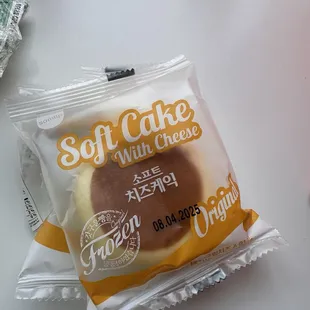 Soft Cake
With Cheese
소프트
치즈케익
08.04.2025
Original
Frozen